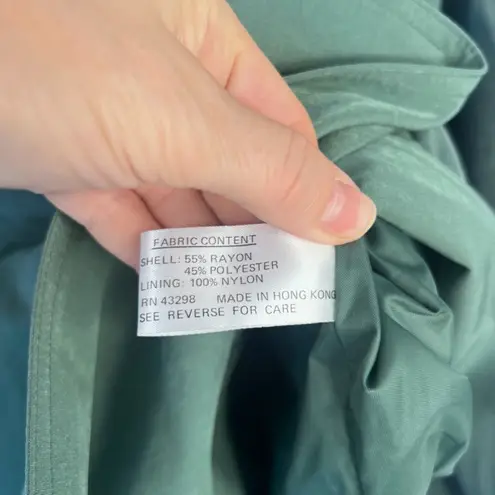 FABRIC CONTENT
SHELL: 55% RAYON
45% POLYESTER
LINING: 100% NYLON
RN 43298 MADE IN HONG KONG
SEE REVERSE FOR CARE